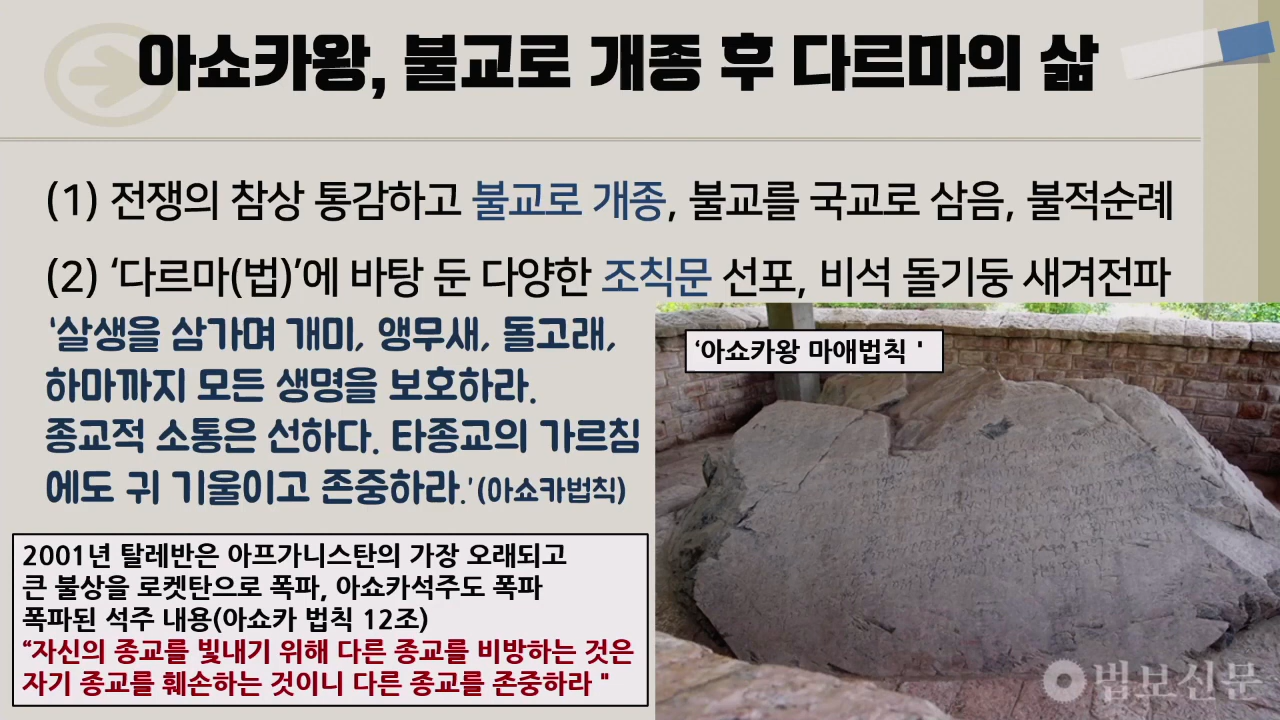 아쇼카왕, 불교로 개종 후 다르마의 삶
(1) 전쟁의 참상 통감하고 불교로 개종, 불교를 국교로 삼음, 불적순례
(2) ‘다르마(법)’에 바탕 둔 다양한 조칙문 선포, 비석 돌기둥 새겨전파
‘살생을 삼가며 개미, 앵무새, 돌고래,
하마까지 모든 생명을 보호하라.
종교적 소통은 선하다. 타종교의 가르침
에도 귀 기울이고 존중하라.’(아쇼카법칙)
‘아쇼카왕 마애법칙 '
2001년 탈레반은 아프가니스탄의 가장 오래되고
큰 불상을 로켓탄으로 폭파, 아쇼카석주도 폭파
폭파된 석주 내용(아쇼카 법칙 12조)
“자신의 종교를 빛내기 위해 다른 종교를 비방하는 것은
자기 종교를 훼손하는 것이니 다른 종교를 존중하라 "
법보신문